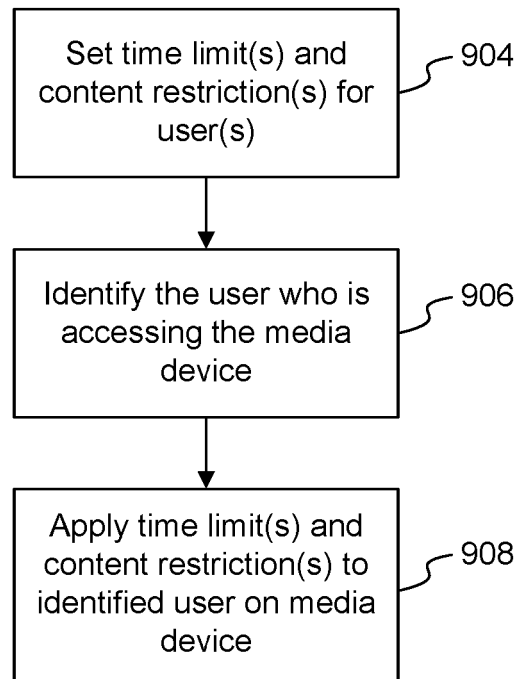 Set time limit(s) and
content restriction(s) for
user(s)
904
Identify the user who is
accessing the media
device
906
Apply time limit(s) and
content restriction(s) to
identified user on media
device
908